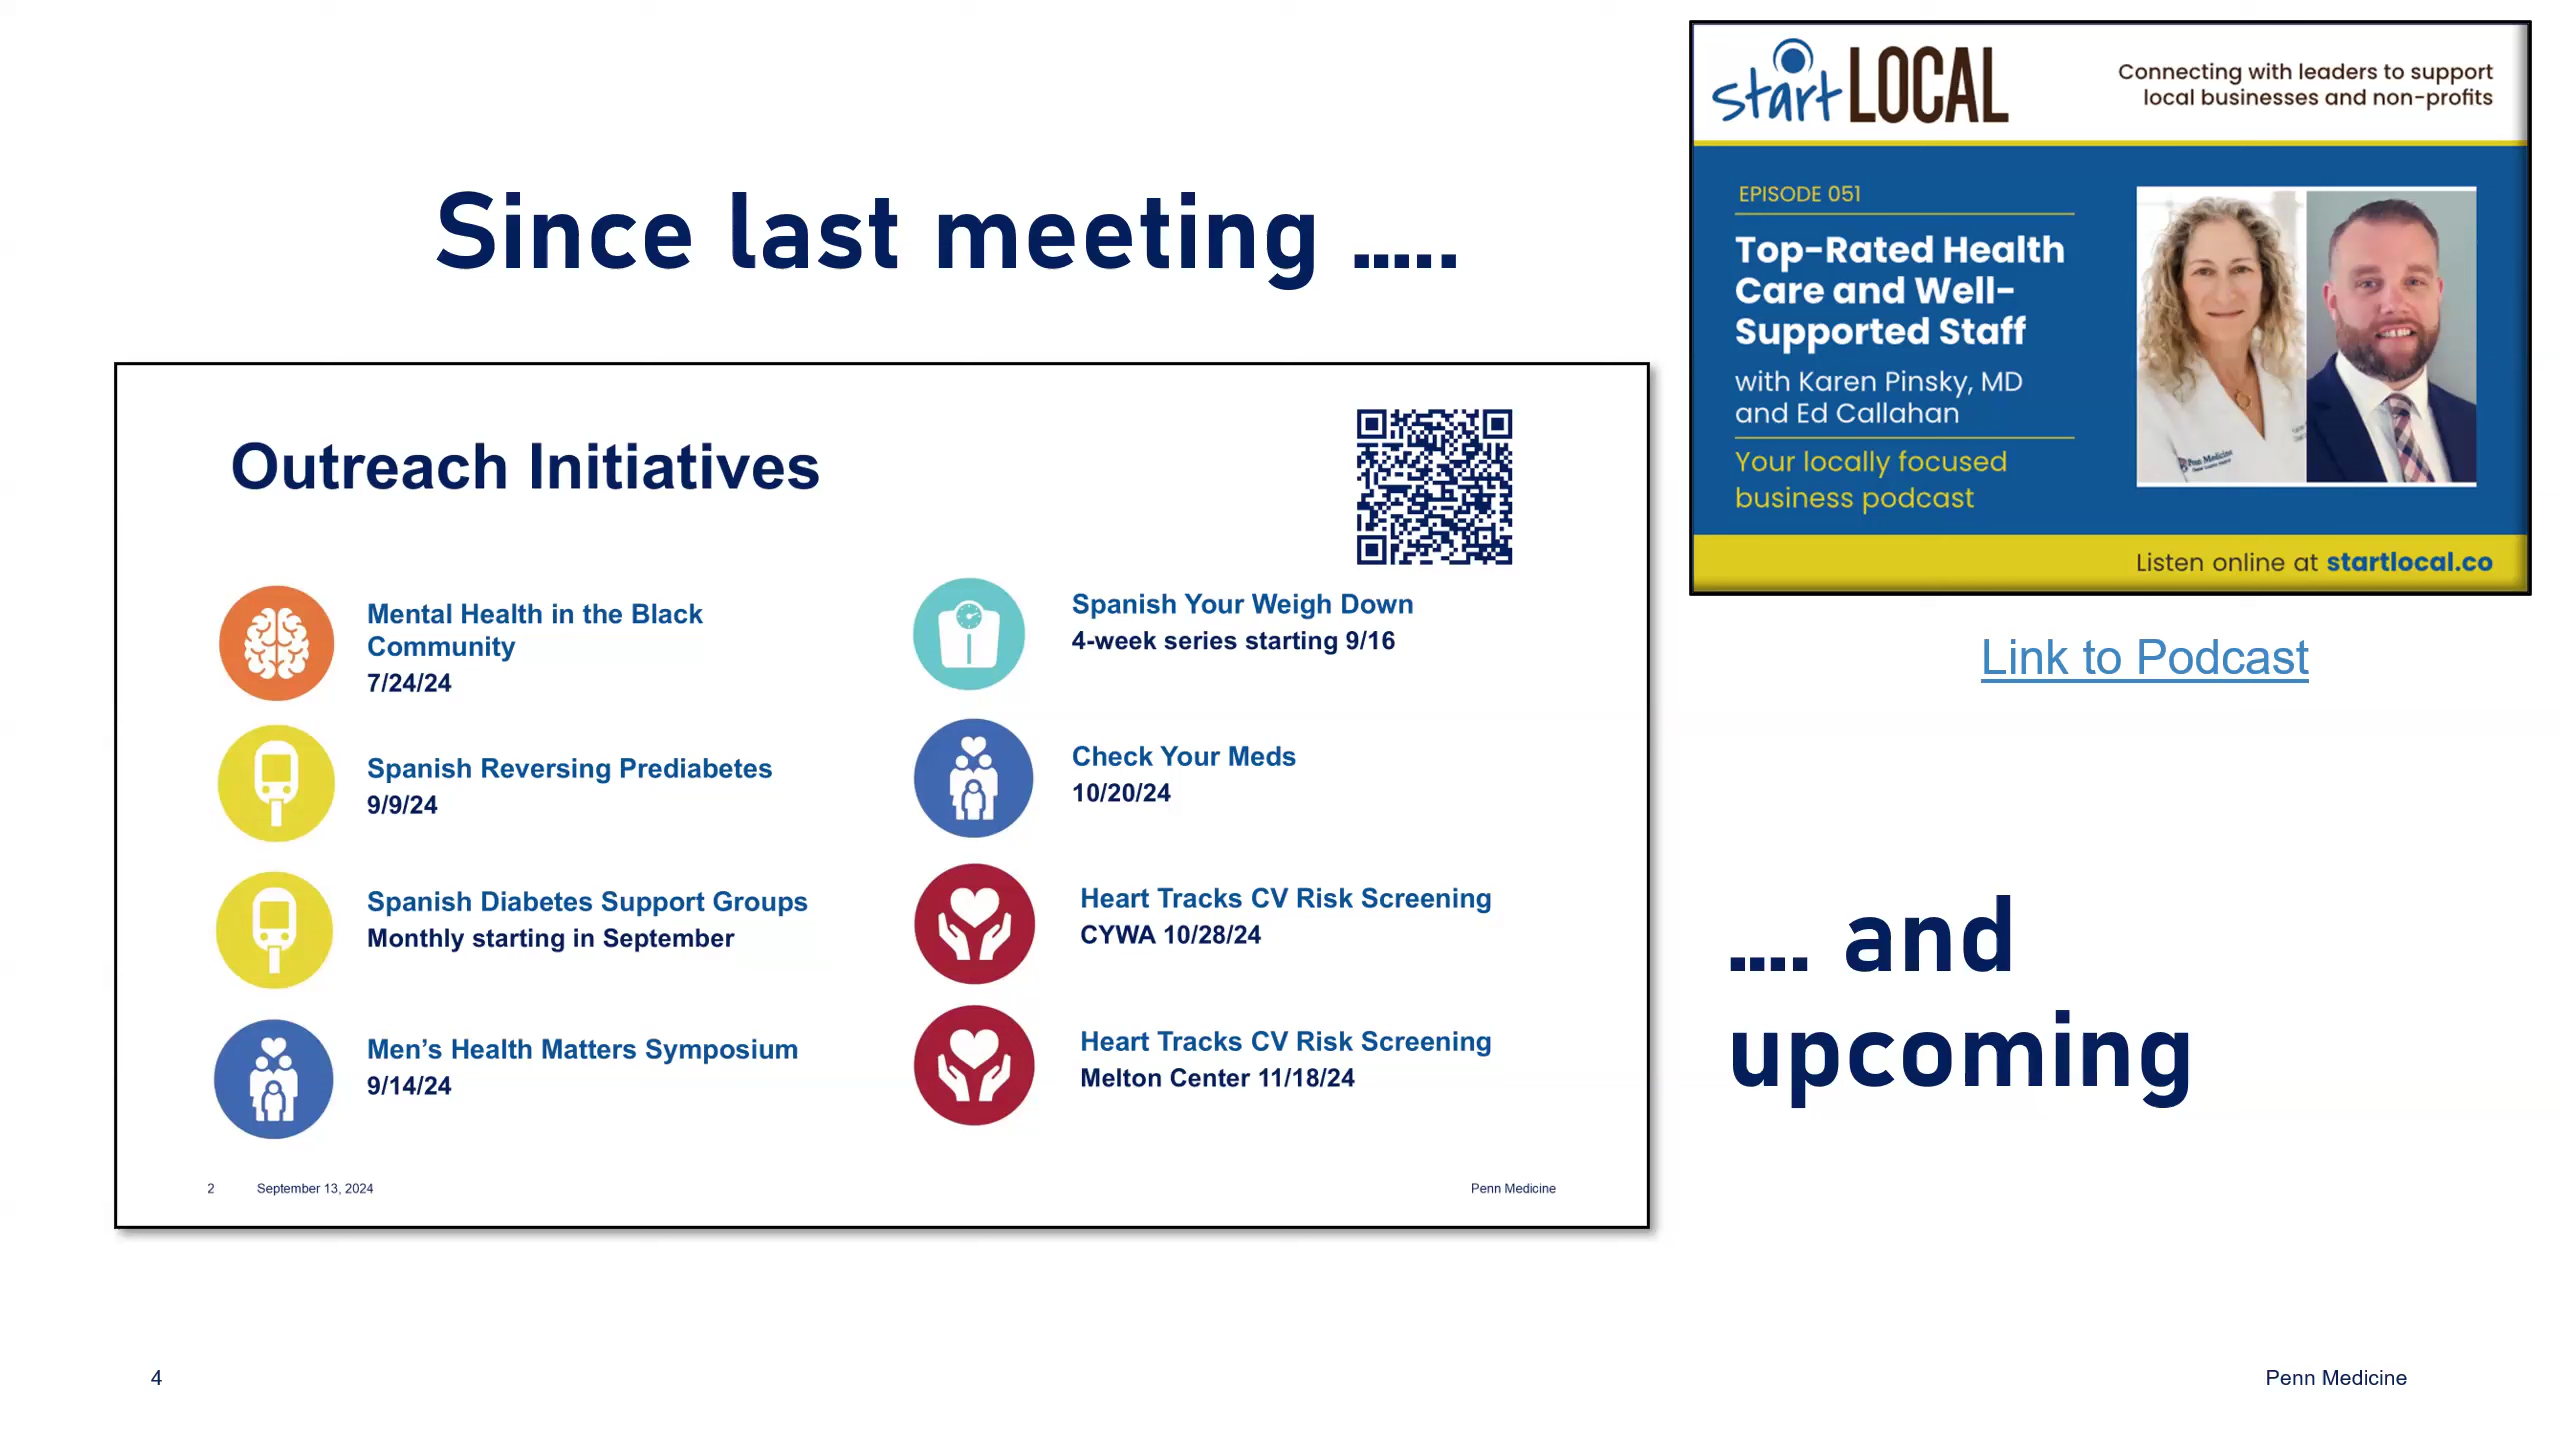 Since last meeting .....
Outreach Initiatives
Mental Health in the Black
Community
7/24/24
Spanish Reversing Prediabetes
9/9/24
Spanish Diabetes Support Groups
Monthly starting in September
Men’s Health Matters Symposium
9/14/24
Spanish Your Weigh Down
4-week series starting 9/16
Check Your Meds
10/20/24
Heart Tracks CV Risk Screening
CYWA 10/28/24
Heart Tracks CV Risk Screening
Melton Center 11/18/24
2 September 13, 2024
Penn Medicine
start LOCAL
Connecting with leaders to support
local businesses and non-profits
EPISODE 051
Top-Rated Health
Care and Well-
Supported Staff
with Karen Pinsky, MD
and Ed Callahan
Your locally focused
business podcast
Penn Medicine
Listen online at startlocal.co
Link to Podcast
.... and
upcoming
4
Penn Medicine